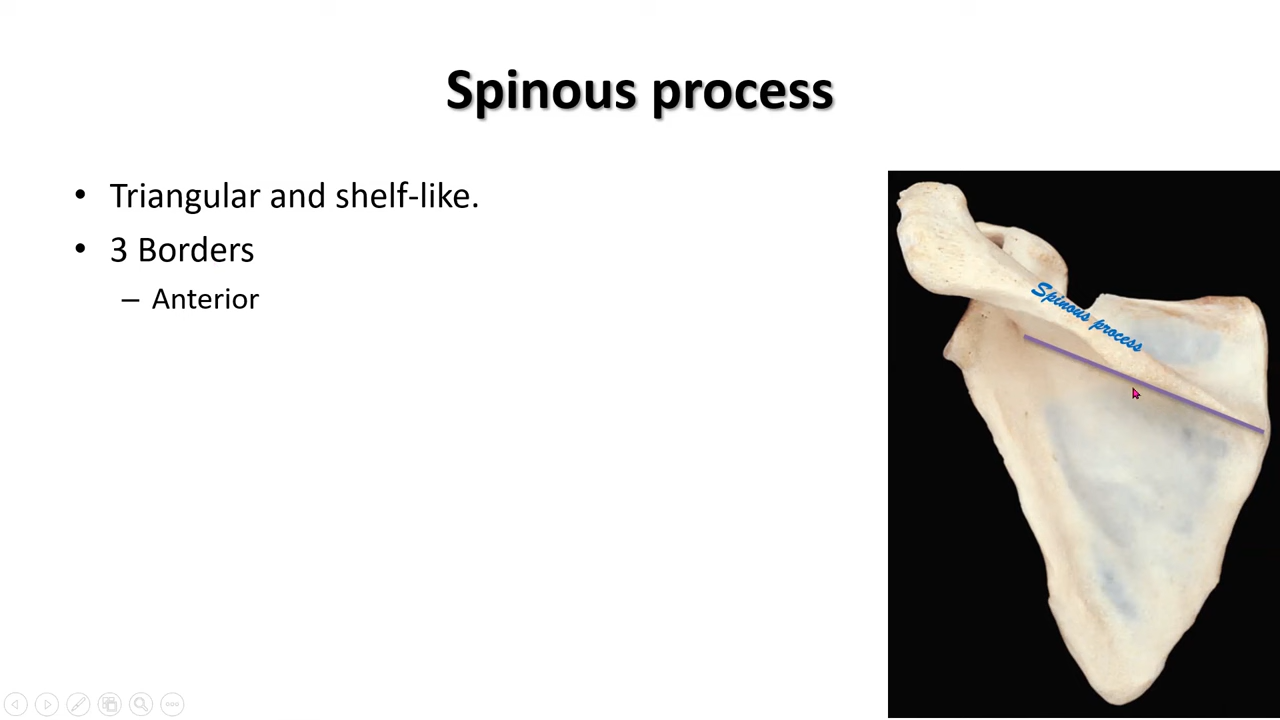 Spinous process
• Triangular and shelf-like.
• 3 Borders
– Anterior
Spinous process